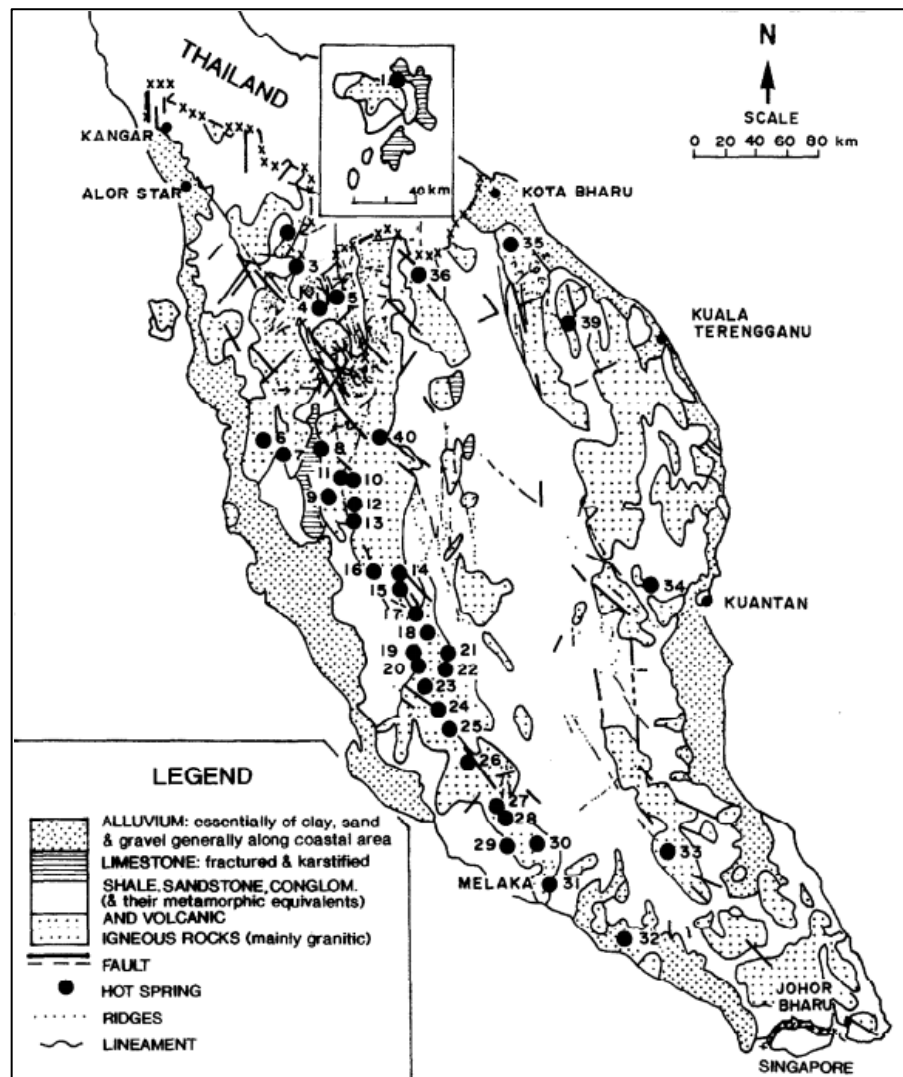 THAILAND
N
SCALE
0 20 40 60 80 km
1
40 km
xxx
KANGAR
ALOR STAR
KOTA BHARU
2
35
3
36
5
4
39
KUALA
TERENGGANU
6
40
7
8
11
10
9
12
13
16
14
34
15
KUANTAN
17
18
19
21
20
22
23
24
25
26
27
28
29
30
33
MELAKA
31
32
JOHOR
BHARU
SINGAPORE
LEGEND
ALLUVIUM: essentially of clay, sand
& gravel generally along coastal area
LIMESTONE: fractured & karstified
SHALE, SANDSTONE, CONGLOM.
(& their metamorphic equivalents)
AND VOLCANIC
IGNEOUS ROCKS (mainly granitic)
FAULT
HOT SPRING
RIDGES
LINEAMENT